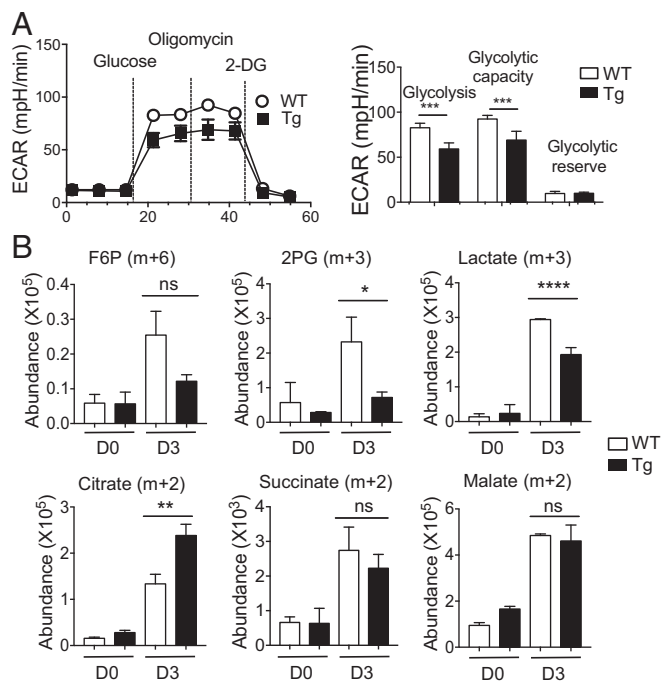 A
ECAR (mpH/min)
150
100
50
0
0
20
40
60
Glucose
Oligomycin
2-DG
WT
Tg
ECAR (mpH/min)
150
100
50
0
Glycolysis
***
Glycolytic
capacity
***
Glycolytic
reserve
WT
Tg
B
F6P (m+6)
Abundance (X10⁵)
0.4
0.3
0.2
0.1
0.0
ns
D0
D3
2PG (m+3)
Abundance (X10⁵)
4
3
2
1
0
*
D0
D3
Lactate (m+3)
Abundance (X10⁵)
4
3
2
1
0
****
D0
D3
WT
Tg
Citrate (m+2)
Abundance (X10⁵)
3
2
1
0
**
D0
D3
Succinate (m+2)
Abundance (X10³)
4
3
2
1
0
ns
D0
D3
Malate (m+2)
Abundance (X10⁵)
6
4
2
0
ns
D0
D3